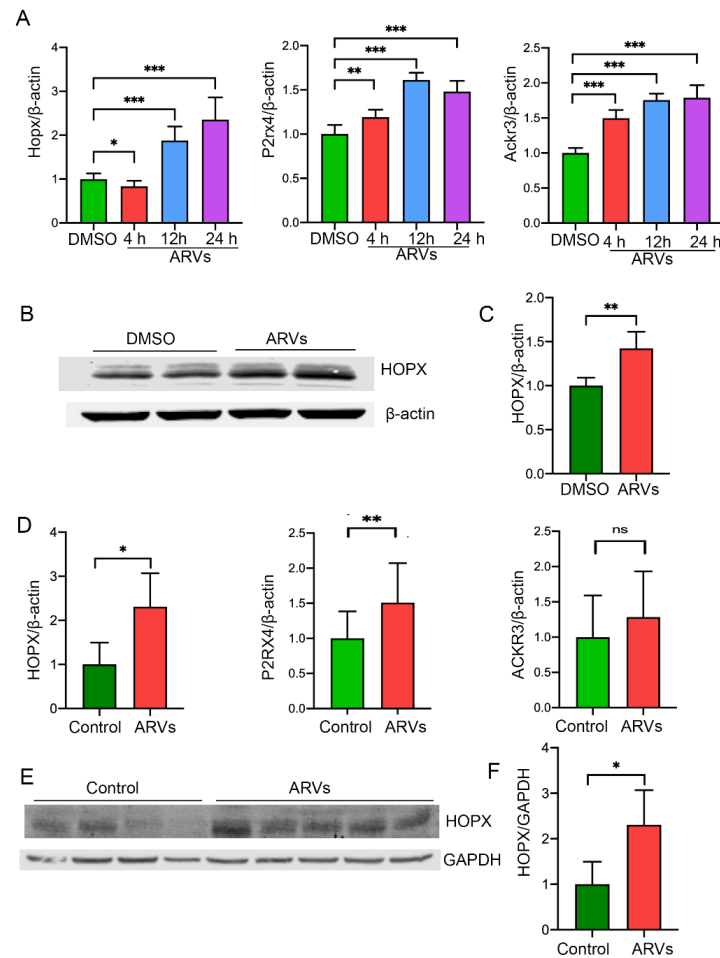 A
Hopx/β-actin
4
3
2
1
0
*
***
***
DMSO 4 h 12h 24 h
ARVs
P2rx4/β-actin
2.0
1.5
1.0
0.5
0.0
**
***
***
DMSO 4 h 12h 24 h
ARVs
Ackr3/β-actin
2.5
2.0
1.5
1.0
0.5
0.0
***
***
***
DMSO 4 h 12h 24 h
ARVs
B
DMSO ARVs
HOPX
β-actin
C
HOPX/β-actin
2.0
1.5
1.0
0.5
0.0
**
DMSO ARVs
D
HOPX/β-actin
4
3
2
1
0
*
Control ARVs
P2RX4/β-actin
2.5
2.0
1.5
1.0
0.5
0.0
**
Control ARVs
ACKR3/β-actin
2.5
2.0
1.5
1.0
0.5
0.0
ns
Control ARVs
E
Control ARVs
HOPX
GAPDH
F
HOPX/GAPDH
4
3
2
1
0
*
Control ARVs